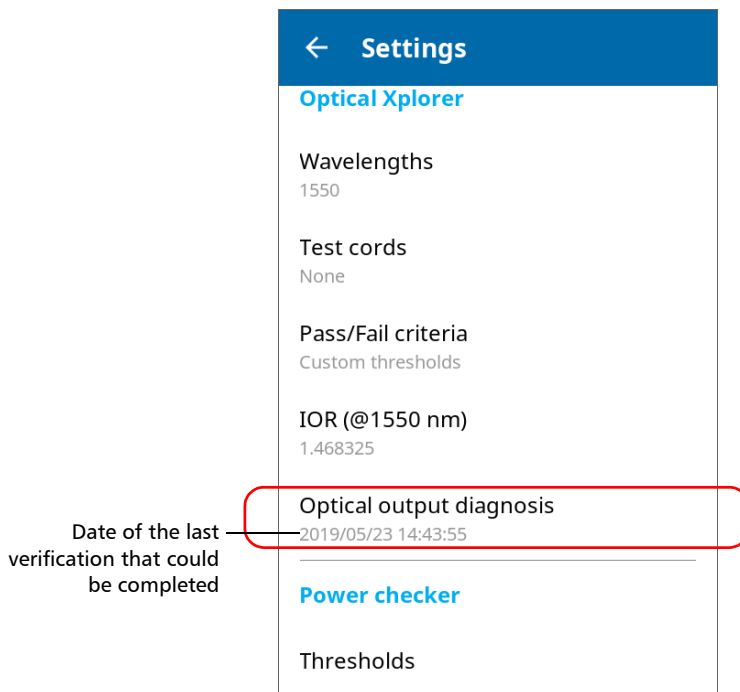 ← Settings
Optical Xplorer
Wavelengths
1550
Test cords
None
Pass/Fail criteria
Custom thresholds
IOR (@1550 nm)
1.468325
Optical output diagnosis
2019/05/23 14:43:55
Date of the last
verification that could
be completed
Power checker
Thresholds